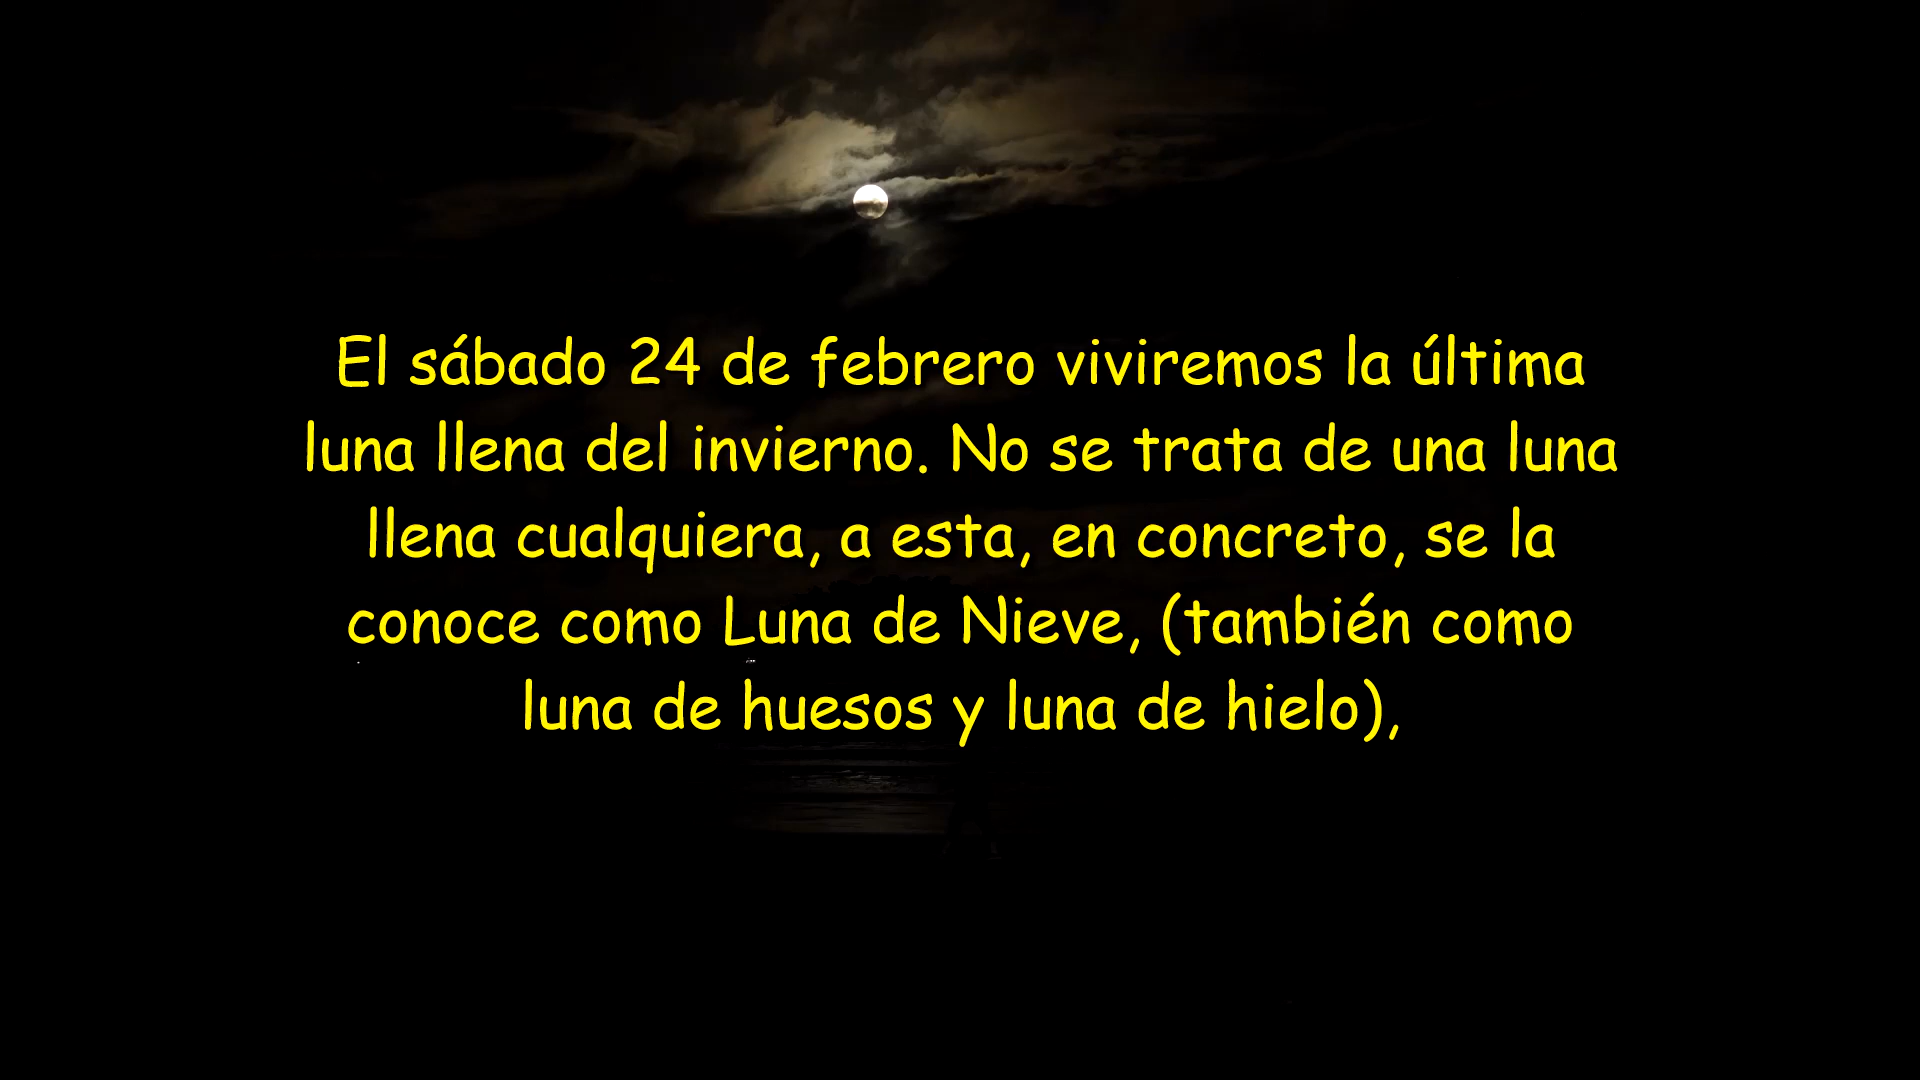 El sábado 24 de febrero viviremos la última
luna llena del invierno. No se trata de una luna
llena cualquiera, a esta, en concreto, se la
conoce como Luna de Nieve, (también como
luna de huesos y luna de hielo),